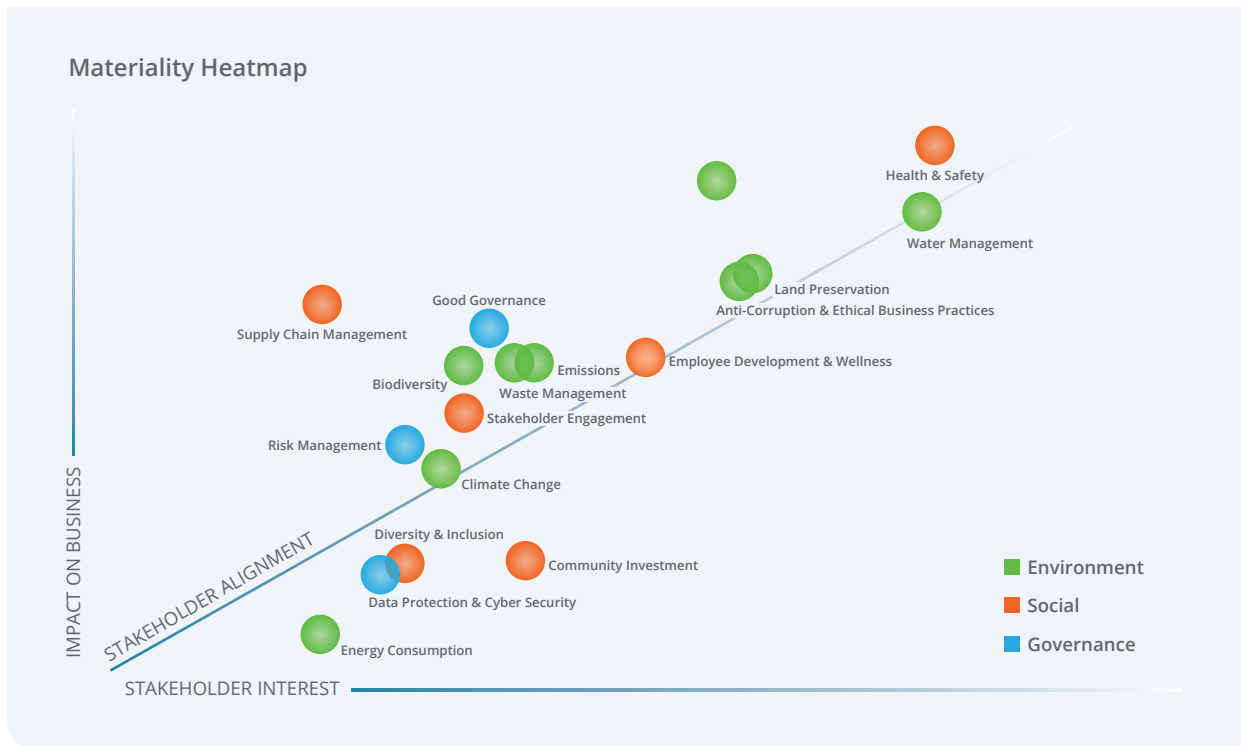 Materiality Heatmap
Health & Safety
Water Management
Land Preservation
Anti-Corruption & Ethical Business Practices
Good Governance
Supply Chain Management
Employee Development & Wellness
Emissions
Biodiversity
Waste Management
Stakeholder Engagement
Risk Management
Climate Change
Diversity & Inclusion
Community Investment
Data Protection & Cyber Security
Energy Consumption
IMPACT ON BUSINESS
STAKEHOLDER ALIGNMENT
STAKEHOLDER INTEREST
Environment
Social
Governance